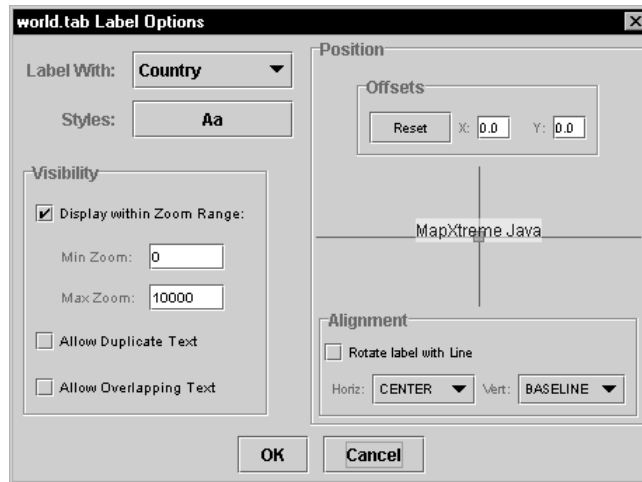 world.tab Label Options
Label With: Country
Styles: Aa
Visibility
Display within Zoom Range:
Min Zoom: 0
Max Zoom: 10000
Allow Duplicate Text
Allow Overlapping Text
Position
Offsets
Reset X: 0.0 Y: 0.0
MapXtreme Java
Alignment
Rotate label with Line
Horiz: CENTER Vert: BASELINE
OK Cancel